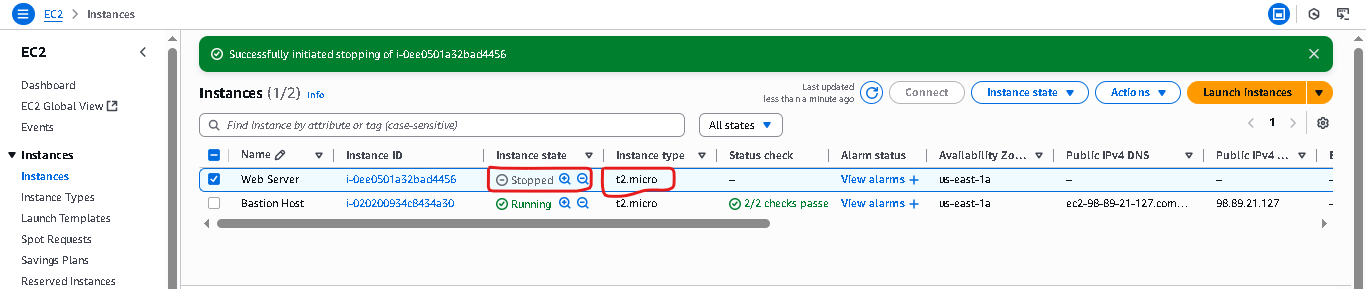 EC2 > Instances
EC2
Dashboard
EC2 Global View
Events
Instances
Instances
Instance Types
Launch Templates
Spot Requests
Savings Plans
Reserved Instances
Successfully initiated stopping of i-0ee0501a32bad4456
Instances (1/2) Info
Last updated
less than a minute ago
Connect
Instance state
Actions
Launch instances
Find Instance by attribute or tag (case-sensitive)
All states
1
Name Instance ID Instance state Instance type Status check Alarm status Availability Zo... Public IPv4 DNS Public IPv4 ... E
Web Server i-0ee0501a32bad4456 Stopped t2.micro – View alarms + us-east-1a – – –
Bastion Host i-020200934c8434a30 Running t2.micro 2/2 checks passe View alarms + us-east-1a ec2-98-89-21-127.com... 98.89.21.127 –